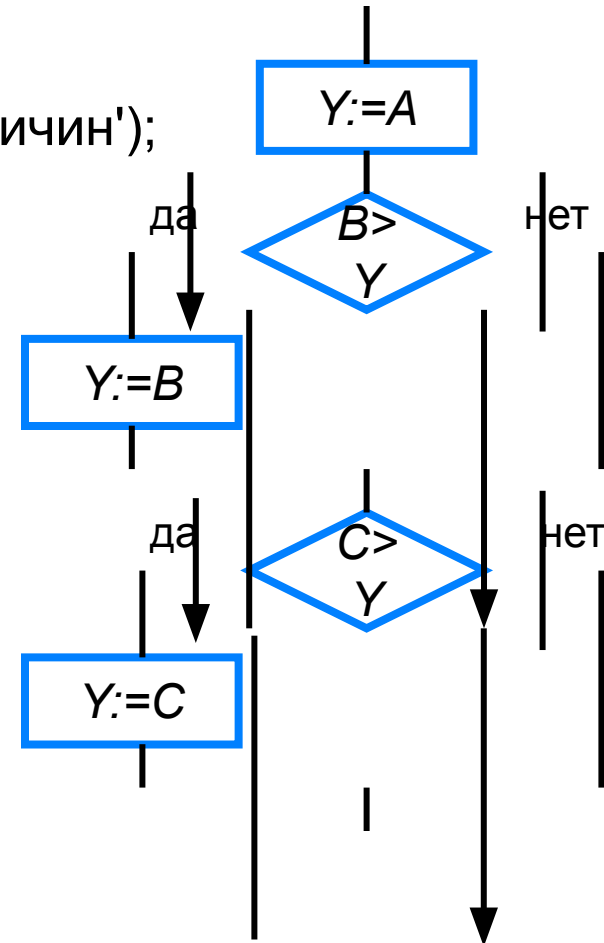 Y:=A
ичин');
да
B>
Y
нет
Y:=B
да
C>
Y
нет
Y:=C